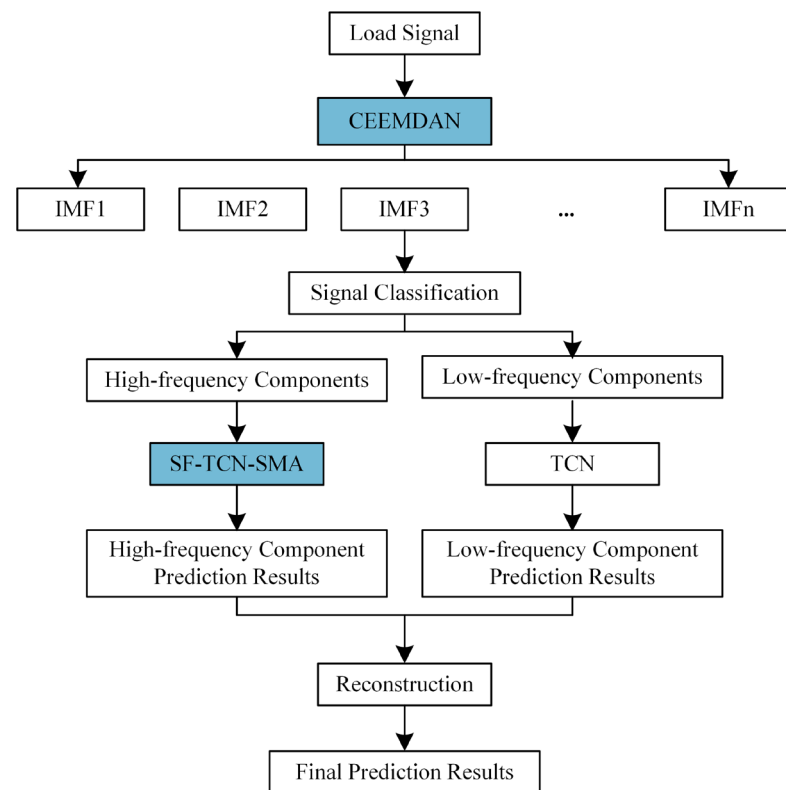 Load Signal
CEEMDAN
IMF1
IMF2
IMF3
...
IMFn
Signal Classification
High-frequency Components
Low-frequency Components
SF-TCN-SMA
TCN
High-frequency Component
Prediction Results
Low-frequency Component
Prediction Results
Reconstruction
Final Prediction Results